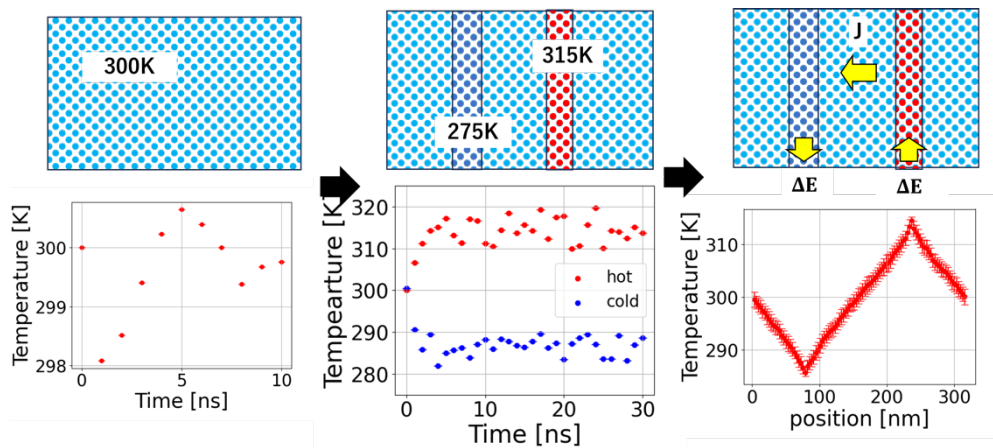 300K
315K
275K
J
ΔE
ΔE
Temperature [K]
300
299
298
0
5
10
Time [ns]
Tempearture [K]
320
310
300
290
280
hot
cold
0
10
20
30
Time [ns]
Temperature [K]
310
300
290
0
100
200
300
position [nm]